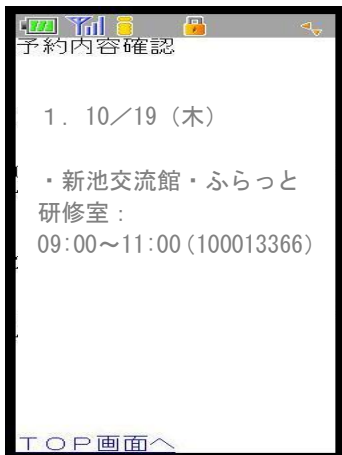 予約内容確認
１．10／19（木）
・新池交流館・ふらっと
研修室：
09:00～11:00(100013366)
ＴＯＰ画面へ